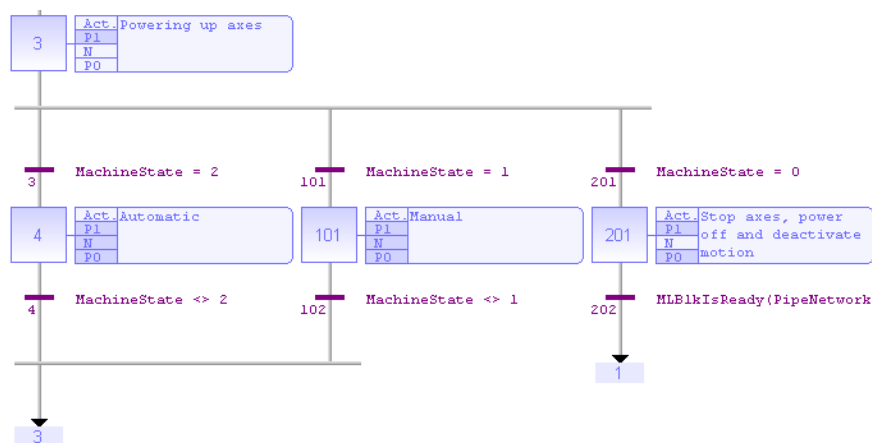 3
Act. Powering up axes
P1
N
P0
3 MachineState = 2
101 MachineState = 1
201 MachineState = 0
4
Act. Automatic
P1
N
P0
101
Act. Manual
P1
N
P0
201
Act. Stop axes, power
P1 off and deactivate
N motion
P0
4 MachineState <> 2
102 MachineState <> 1
202 MLBlkIsReady(PipeNetwork
1
3